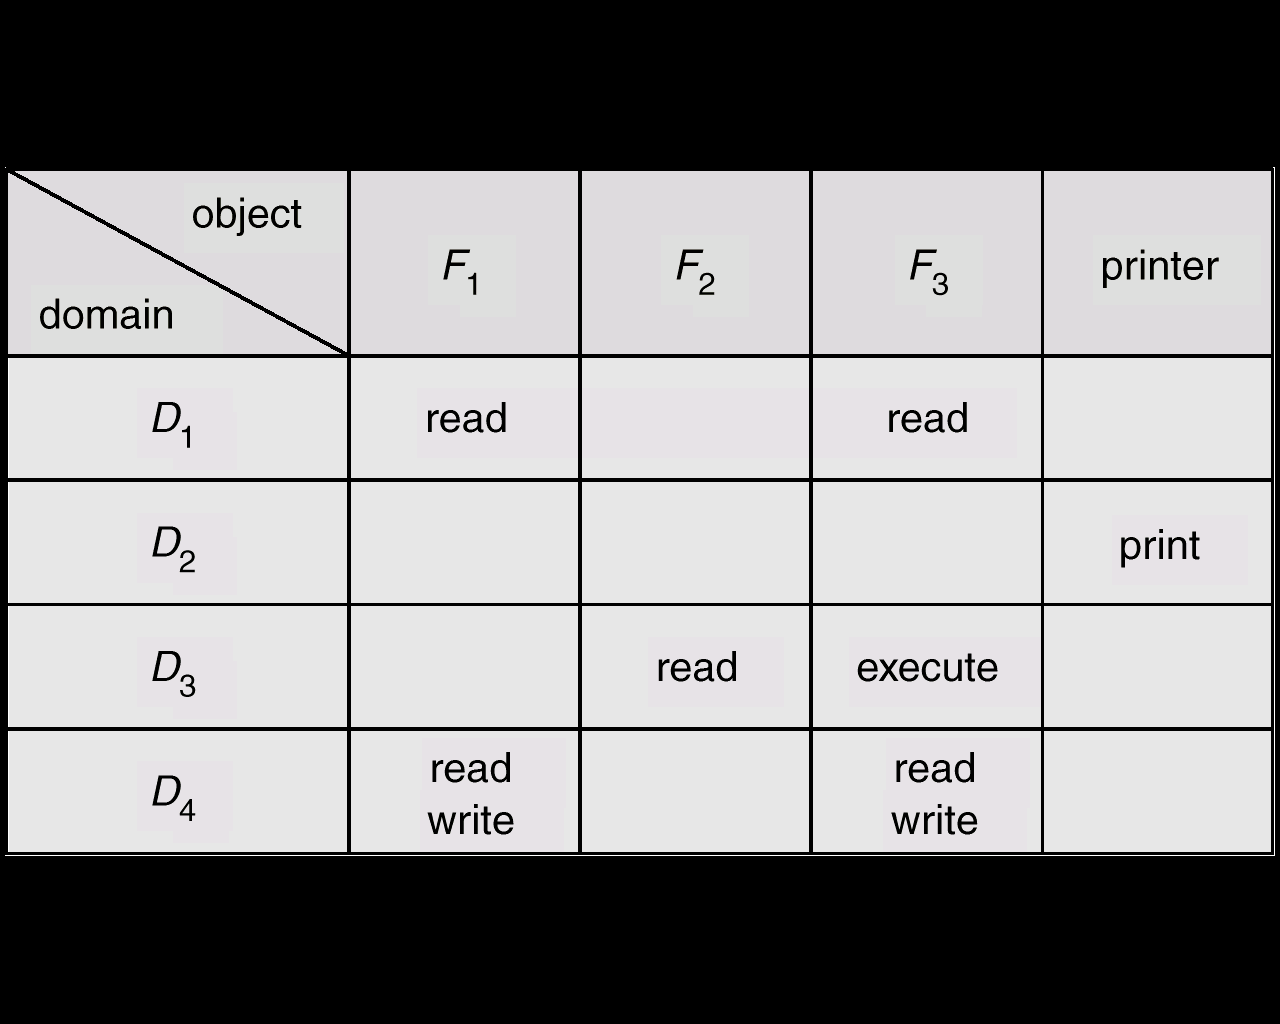 object
domain
F1 F2 F3 printer
D1 read read
D2 print
D3 read execute
D4 read write read write